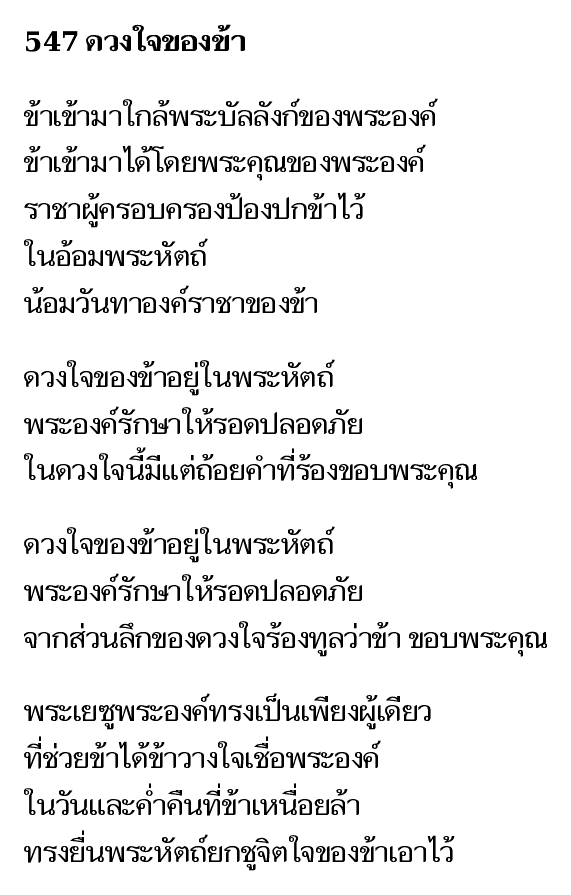 547 ดวงใจของข้า
ข้าเข้ามาใกล้พระบัลลังก์ของพระองค์
ข้าเข้ามาได้โดยพระคุณของพระองค์
ราชาผู้ครอบครองป้องปกข้าไว้
ในอ้อมพระหัตถ์
น้อมวันทาองค์ราชาของข้า
ดวงใจของข้าอยู่ในพระหัตถ์
พระองค์รักษาให้รอดปลอดภัย
ในดวงใจนี้มีแต่ถ้อยคำที่ร้องขอบพระคุณ
ดวงใจของข้าอยู่ในพระหัตถ์
พระองค์รักษาให้รอดปลอดภัย
จากส่วนลึกของดวงใจร้องทูลว่าข้า ขอบพระคุณ
พระเยซูพระองค์ทรงเป็นเพียงผู้เดียว
ที่ช่วยข้าได้ข้าวางใจเชื่อพระองค์
ในวันและค่ำคืนที่ข้าเหนื่อยล้า
ทรงยื่นพระหัตถ์ยกชูจิตใจของข้าเอาไว้